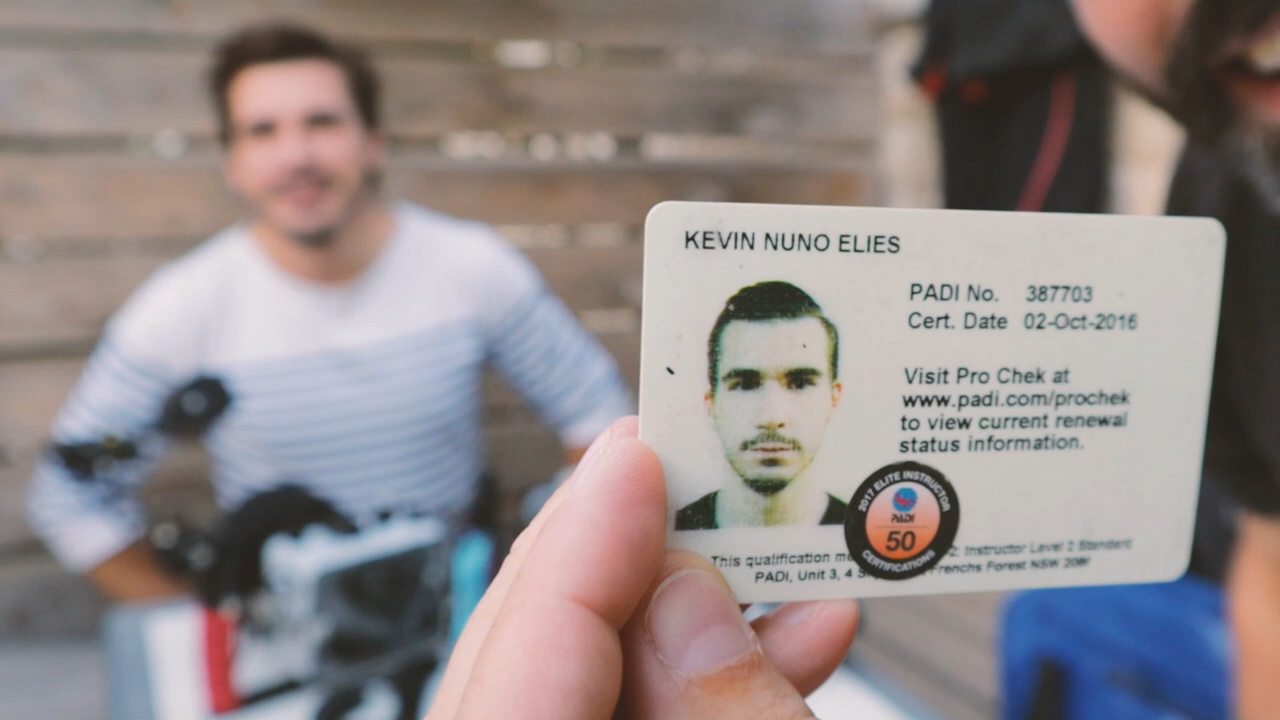 KEVIN NUNO ELIES
PADI No. 387703
Cert. Date 02-Oct-2016
Visit Pro Chek at
www.padi.com/prochek
to view current renewal
status information.
2017 ELITE INSTRUCTOR
PADI
50
CERTIFICATIONS
This qualification 2: Instructor Level 2 Standard
PADI, Unit 3, 4 Frenchs Forest NSW